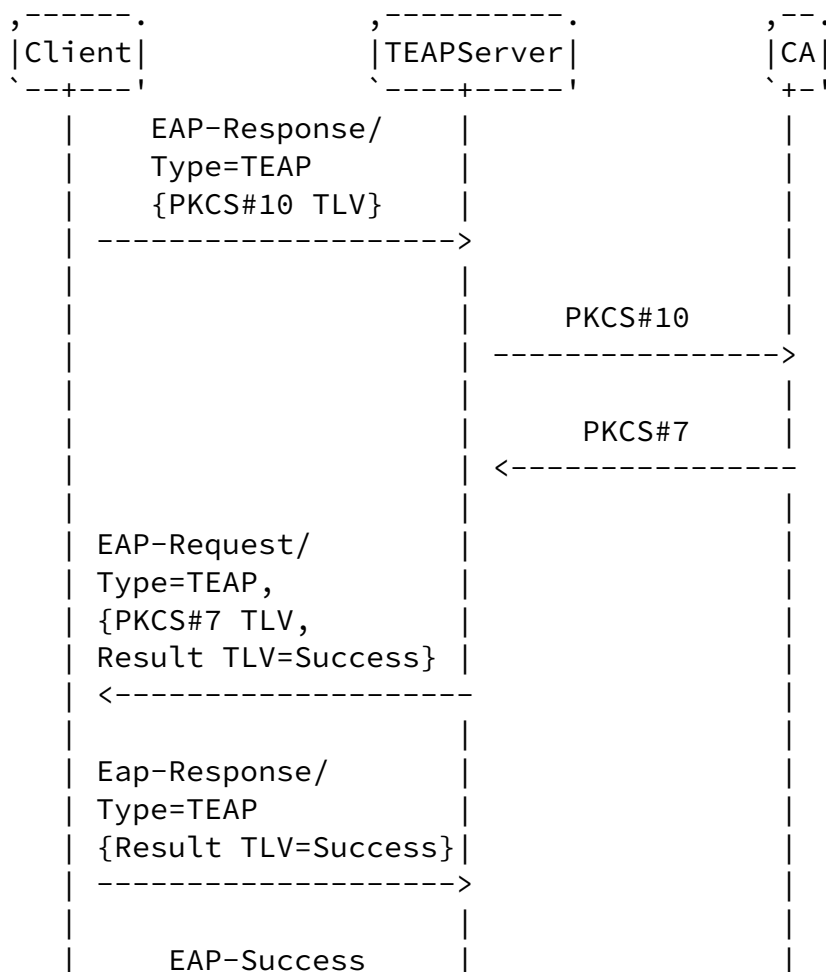 ,------.                ,----------.          ,--.
|Client|                |TEAPServer|          |CA|
`--+---'                `----+-----'          `+-'
   |    EAP-Response/    |                 |
   |    Type=TEAP        |                 |
   |    {PKCS#10 TLV}    |                 |
   | -------------------->                 |
   |                     |                 |
   |                     |    PKCS#10      |
   |                     | ---------------->
   |                     |                 |
   |                     |     PKCS#7      |
   |                     | <----------------
   |                     |                 |
   | EAP-Request/        |                 |
   | Type=TEAP,          |                 |
   | {PKCS#7 TLV,        |                 |
   | Result TLV=Success} |                 |
   | <---------------------                |
   |                     |                 |
   | Eap-Response/       |                 |
   | Type=TEAP           |                 |
   | {Result TLV=Success}|                 |
   | -------------------->                 |
   |                     |                 |
   |     EAP-Success     |                 |